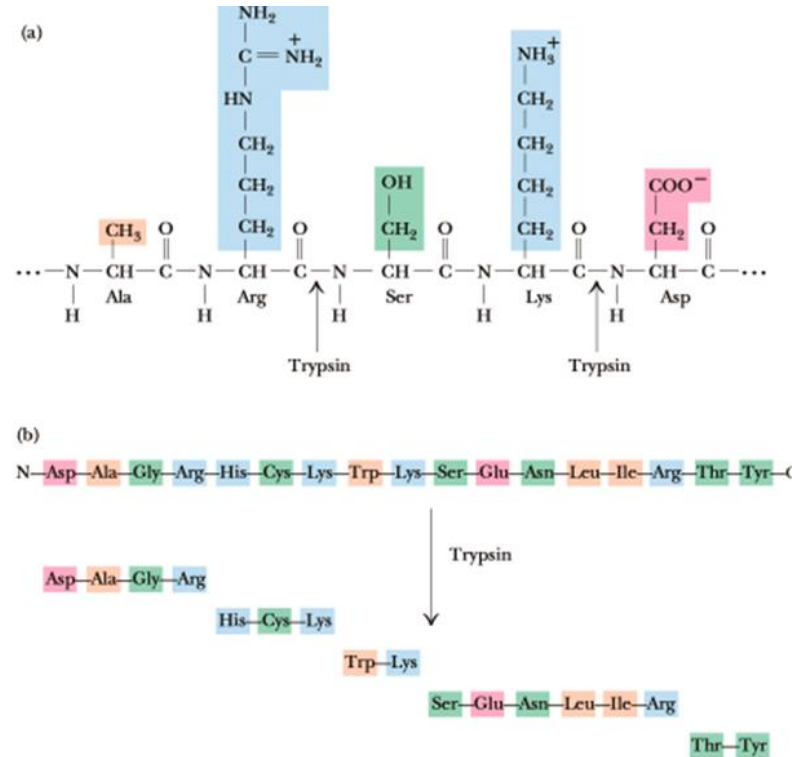 (a)
NH₂
C=NH₂⁺
HN
NH₃⁺
CH₂ CH₂
CH₂ CH₂
OH COO⁻
CH₂ CH₂
CH₃ O CH₂ O CH₂ O CH₂ O CH₂ O
···—N—CH—C—N—CH—C—N—CH—C—N—CH—C—N—CH—C—···
H Ala H Arg H Ser H Lys H Asp
Trypsin Trypsin
(b)
N—Asp—Ala—Gly—Arg—His—Cys—Lys—Trp—Lys—Ser—Glu—Asn—Leu—Ile—Arg—Thr—Tyr—C
Trypsin
Asp—Ala—Gly—Arg
His—Cys—Lys
Trp—Lys
Ser—Glu—Asn—Leu—Ile—Arg
Thr—Tyr